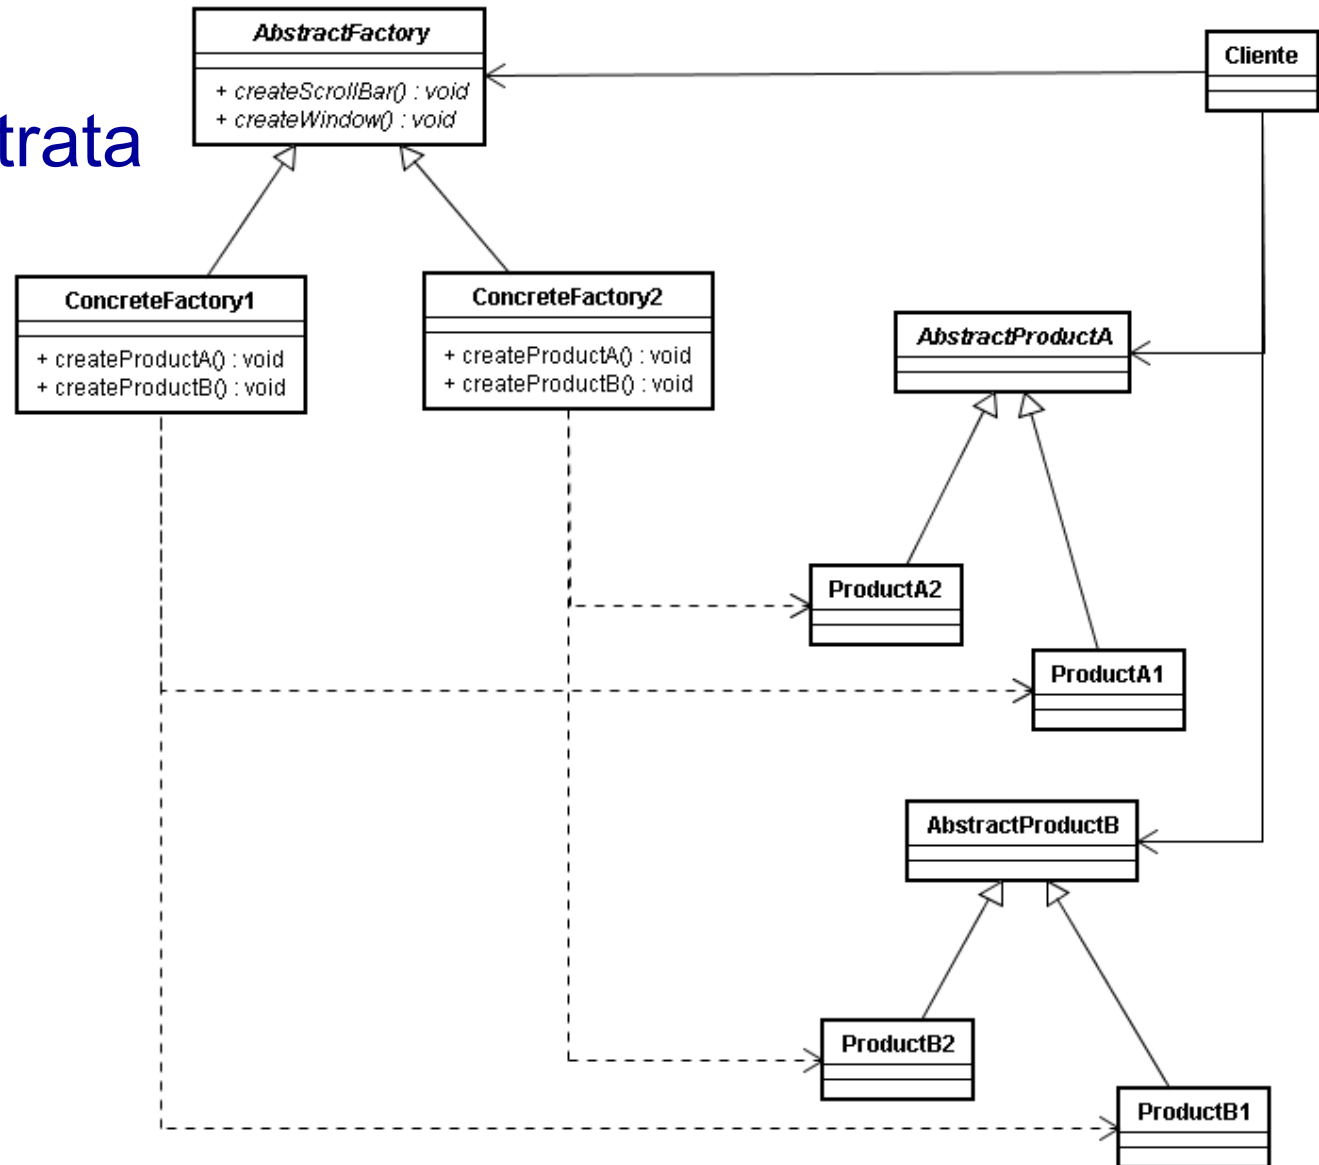 AbstractFactory
+ createScrollBar() : void
+ createWindow() : void
Cliente
trata
ConcreteFactory1
+ createProductA() : void
+ createProductB() : void
ConcreteFactory2
+ createProductA() : void
+ createProductB() : void
AbstractProductA
ProductA2
ProductA1
AbstractProductB
ProductB2
ProductB1